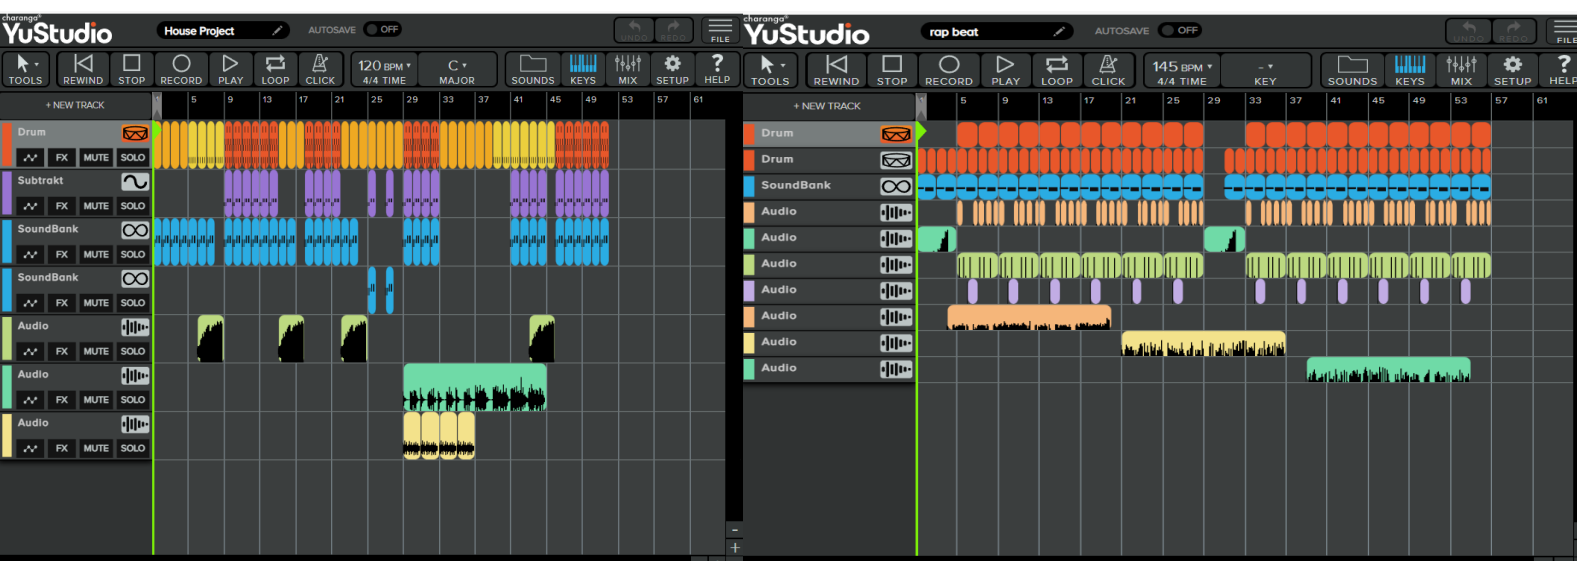 charanga®
YuStudio
House Project
AUTOSAVE OFF
UNDO REDO FILE
TOOLS REWIND STOP RECORD PLAY LOOP CLICK
120 BPM
4/4 TIME
C
MAJOR
SOUNDS KEYS MIX SETUP HELP
+ NEW TRACK
1 5 9 13 17 21 25 29 33 37 41 45 49 53 57 61
Drum
FX MUTE SOLO
Subtrakt
FX MUTE SOLO
SoundBank
FX MUTE SOLO
SoundBank
FX MUTE SOLO
Audio
FX MUTE SOLO
Audio
FX MUTE SOLO
Audio
FX MUTE SOLO
- 
+
charanga®
YuStudio
rap beat
AUTOSAVE OFF
UNDO REDO FILE
TOOLS REWIND STOP RECORD PLAY LOOP CLICK
145 BPM
4/4 TIME
-
KEY
SOUNDS KEYS MIX SETUP HELP
+ NEW TRACK
1 5 9 13 17 21 25 29 33 37 41 45 49 53 57 61
Drum
Drum
SoundBank
Audio
Audio
Audio
Audio
Audio
Audio
Audio